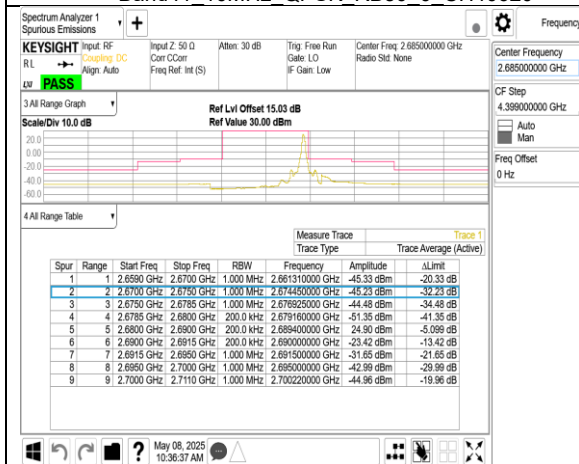 Spectrum Analyzer 1
Spurious Emissions
Frequency
KEYSIGHT Input: RF Input Z: 50 Ω Atten: 30 dB Trig: Free Run Center Freq: 2.685000000 GHz
RL Coupling: DC Corr CCorr Gate: LO Radio Std: None
Align: Auto Freq Ref: Int (S) IF Gain: Low
LXI PASS
Center Frequency
2.685000000 GHz
CF Step
4.399000000 GHz
Auto
Man
Freq Offset
0 Hz
3 All Range Graph
Ref Lvl Offset 15.03 dB
Scale/Div 10.0 dB Ref Value 30.00 dBm
20.0
0.00
-20.0
-40.0
-60.0
4 All Range Table
Measure Trace Trace 1
Trace Type Trace Average (Active)
Spur Range Start Freq Stop Freq RBW Frequency Amplitude ΔLimit
1 1 2.6590 GHz 2.6700 GHz 1.000 MHz 2.661310000 GHz -45.33 dBm -20.33 dB
2 2 2.6700 GHz 2.6750 GHz 1.000 MHz 2.674450000 GHz -45.23 dBm -32.23 dB
3 3 2.6750 GHz 2.6785 GHz 1.000 MHz 2.676925000 GHz -44.48 dBm -34.48 dB
4 4 2.6785 GHz 2.6800 GHz 200.0 kHz 2.679160000 GHz -51.35 dBm -41.35 dB
5 5 2.6800 GHz 2.6900 GHz 200.0 kHz 2.689400000 GHz 24.90 dBm -5.099 dB
6 6 2.6900 GHz 2.6915 GHz 200.0 kHz 2.690000000 GHz -23.42 dBm -13.42 dB
7 7 2.6915 GHz 2.6950 GHz 1.000 MHz 2.691500000 GHz -31.65 dBm -21.65 dB
8 8 2.6950 GHz 2.7000 GHz 1.000 MHz 2.695000000 GHz -42.99 dBm -29.99 dB
9 9 2.7000 GHz 2.7110 GHz 1.000 MHz 2.700220000 GHz -44.96 dBm -19.96 dB
May 08, 2025
10:36:37 AM